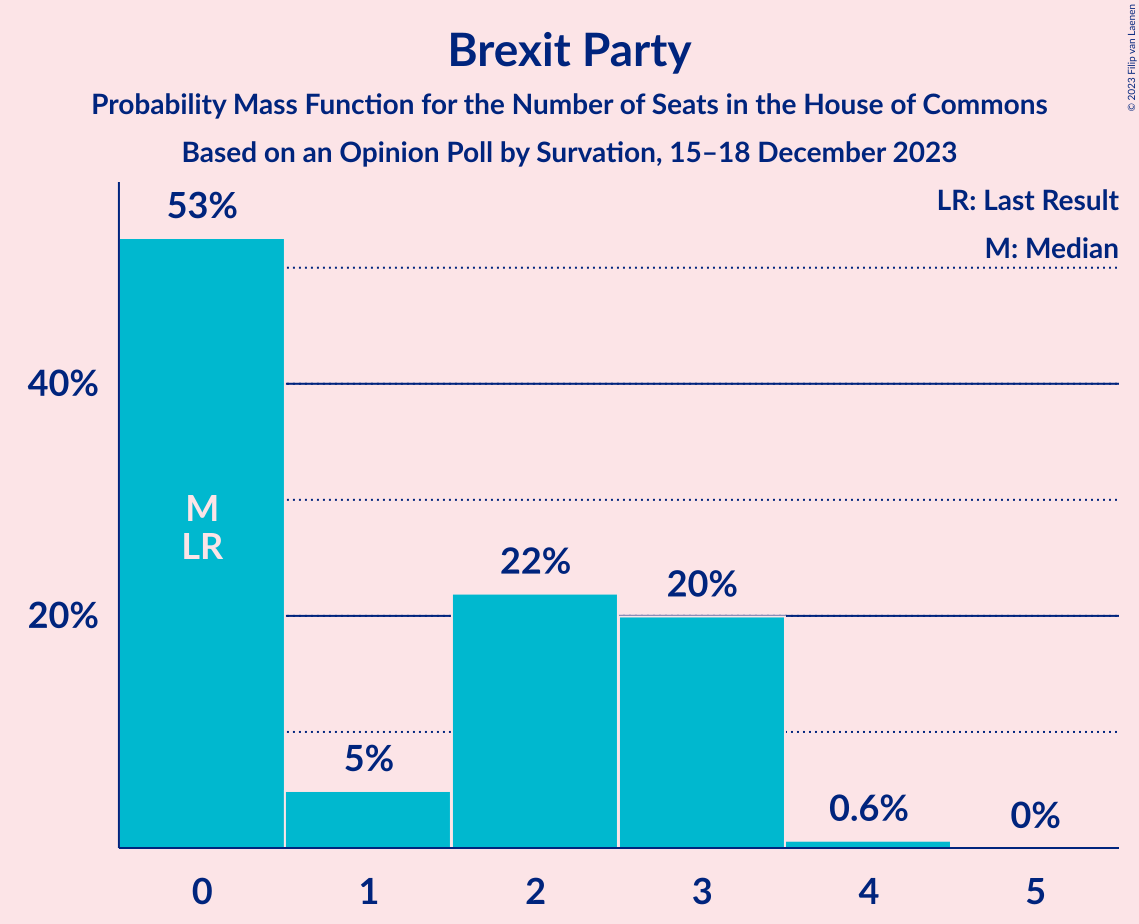 Brexit Party
Probability Mass Function for the Number of Seats in the House of Commons
Based on an Opinion Poll by Survation, 15–18 December 2023
© 2023 Filip van Laenen
LR: Last Result
M: Median
53%
40%
M
LR
22%
20%
20%
5%
0.6%
0%
0 1 2 3 4 5